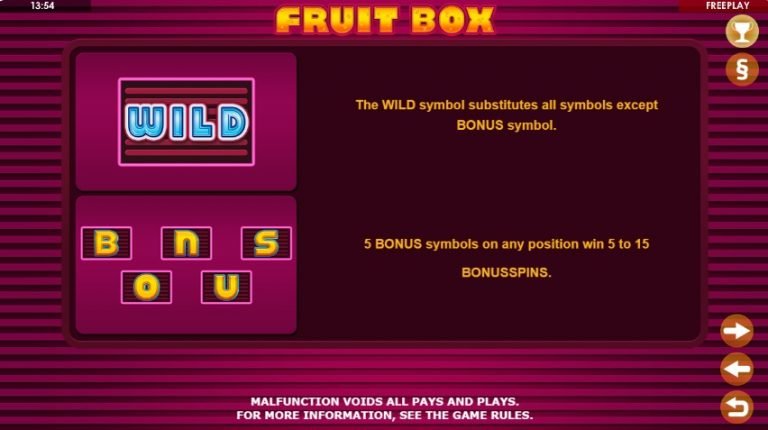 13:54
FRUIT BOX
FREEPLAY
§
WILD
The WILD symbol substitutes all symbols except
BONUS symbol.
B N S
O U
5 BONUS symbols on any position win 5 to 15
BONUSSPINS.
MALFUNCTION VOIDS ALL PAYS AND PLAYS.
FOR MORE INFORMATION, SEE THE GAME RULES.